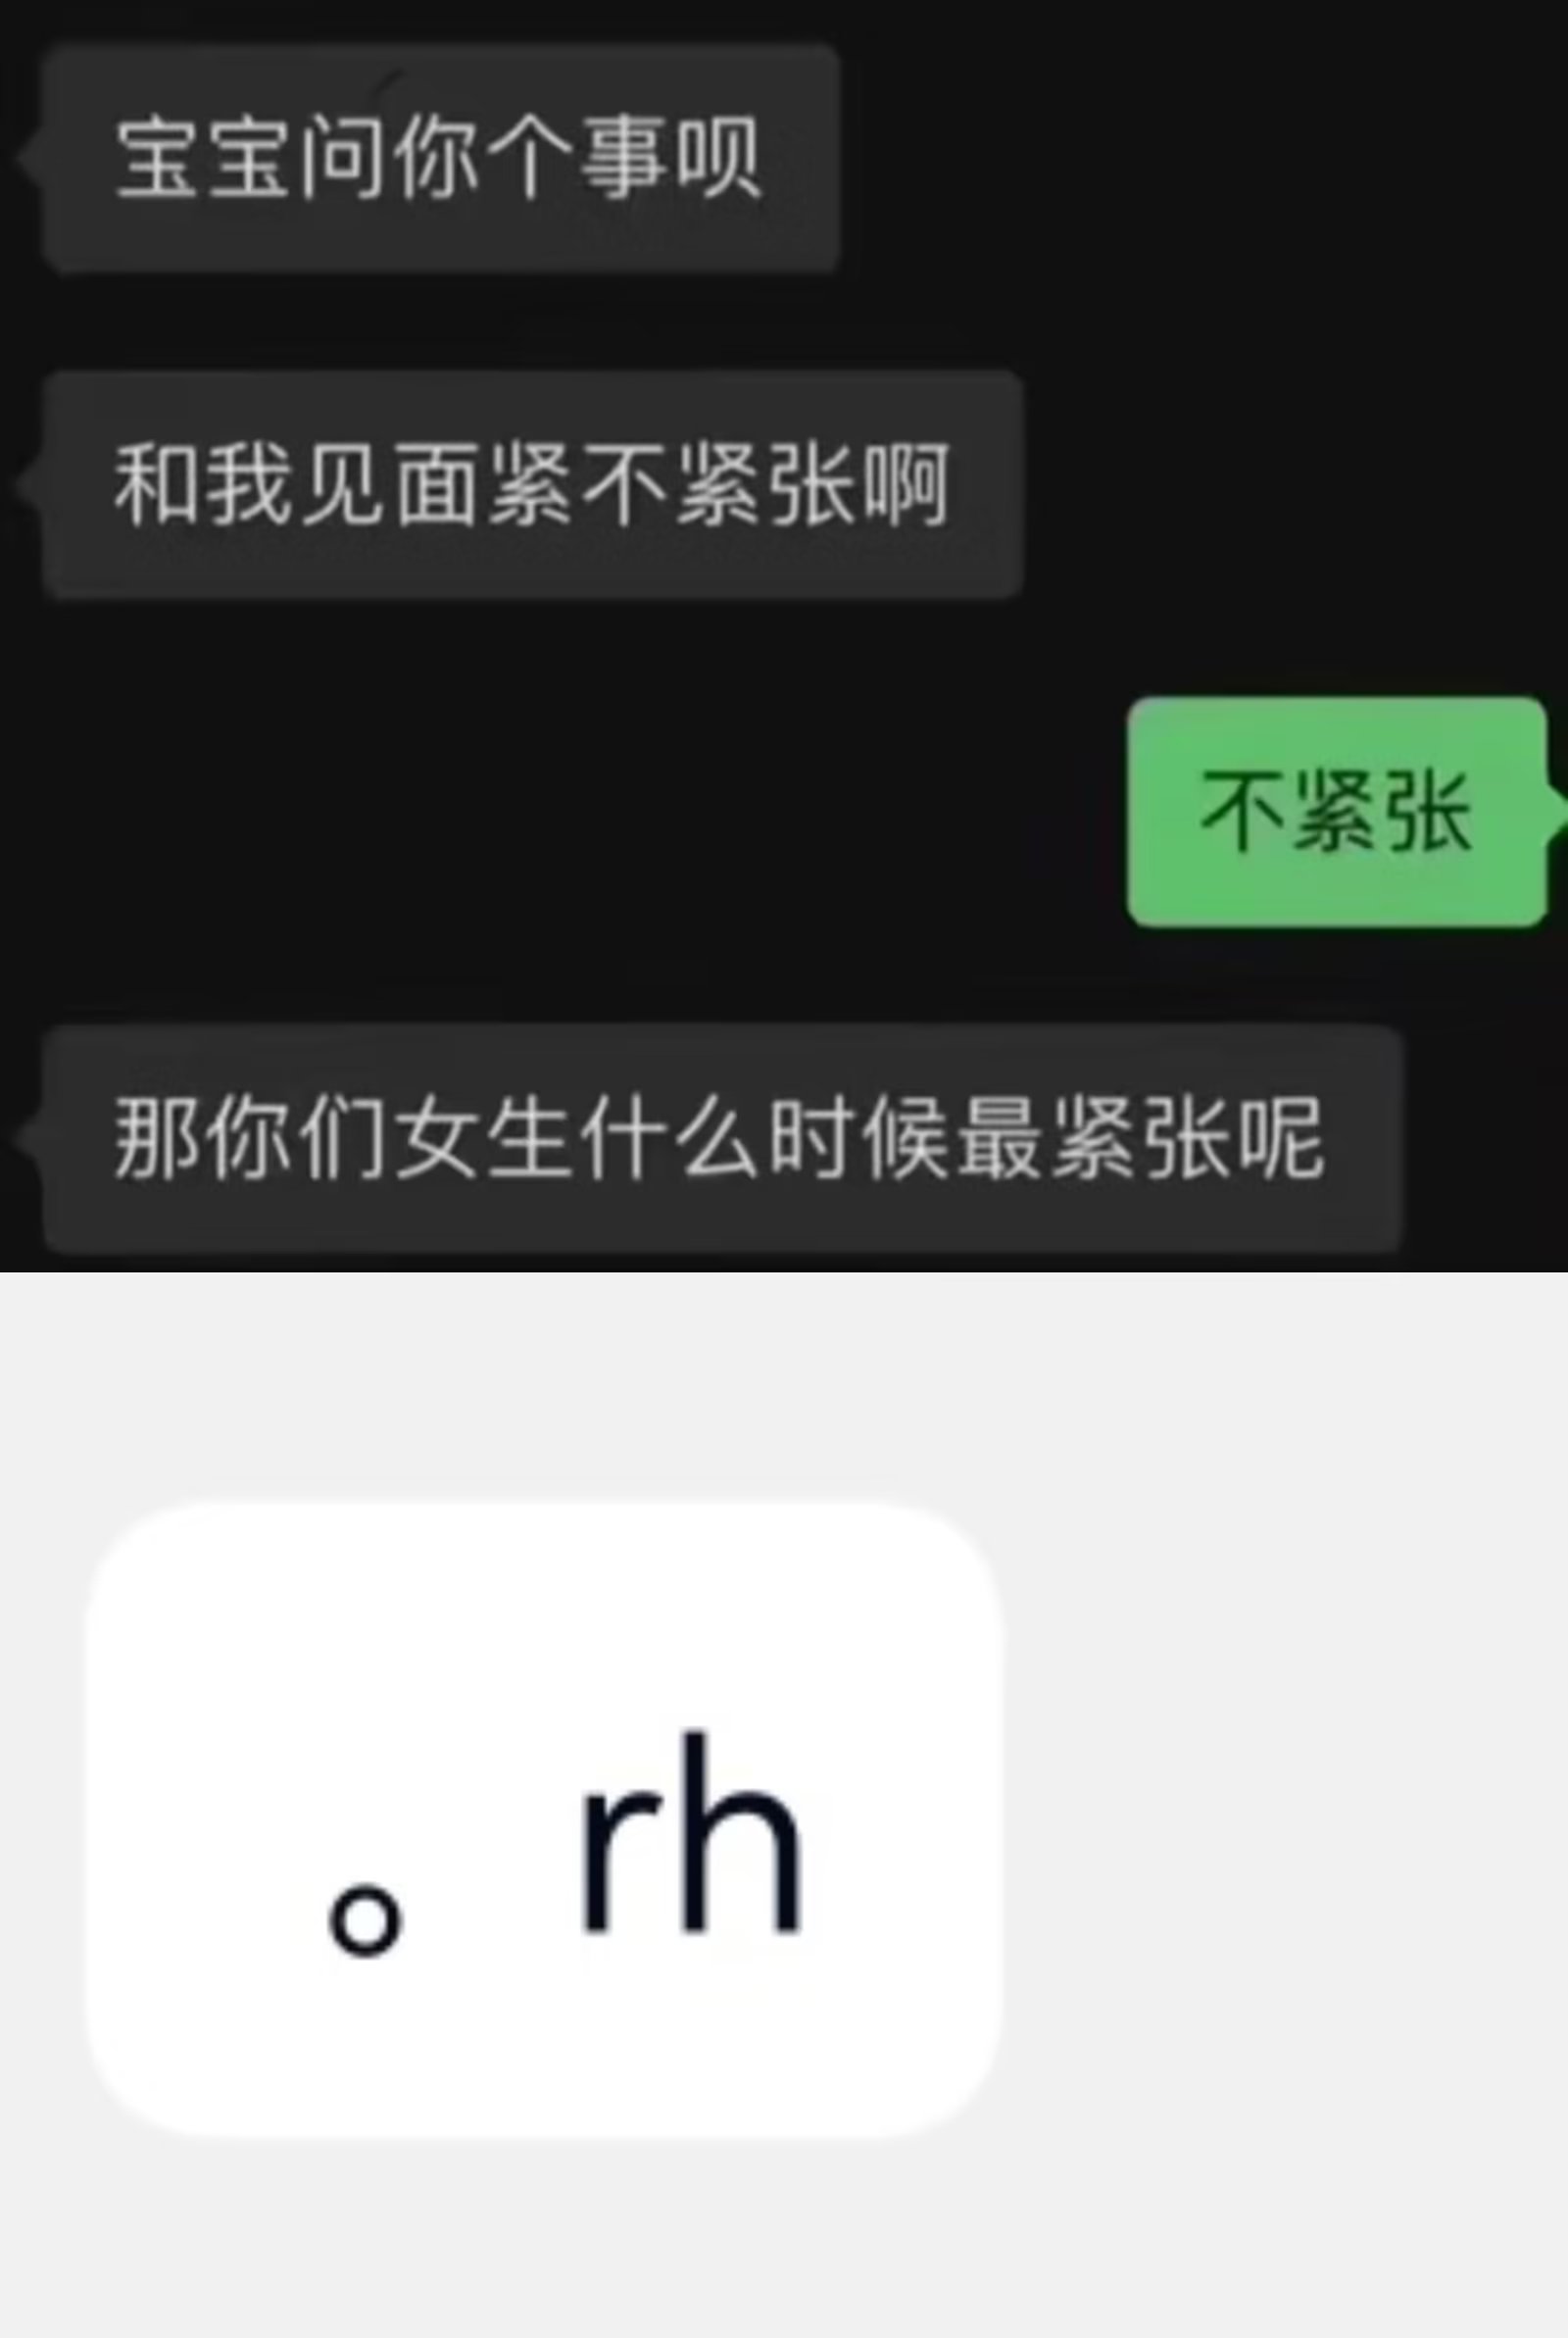 宝宝问你个事呗
和我见面紧不紧张啊
不紧张
那你们女生什么时候最紧张呢
。rh